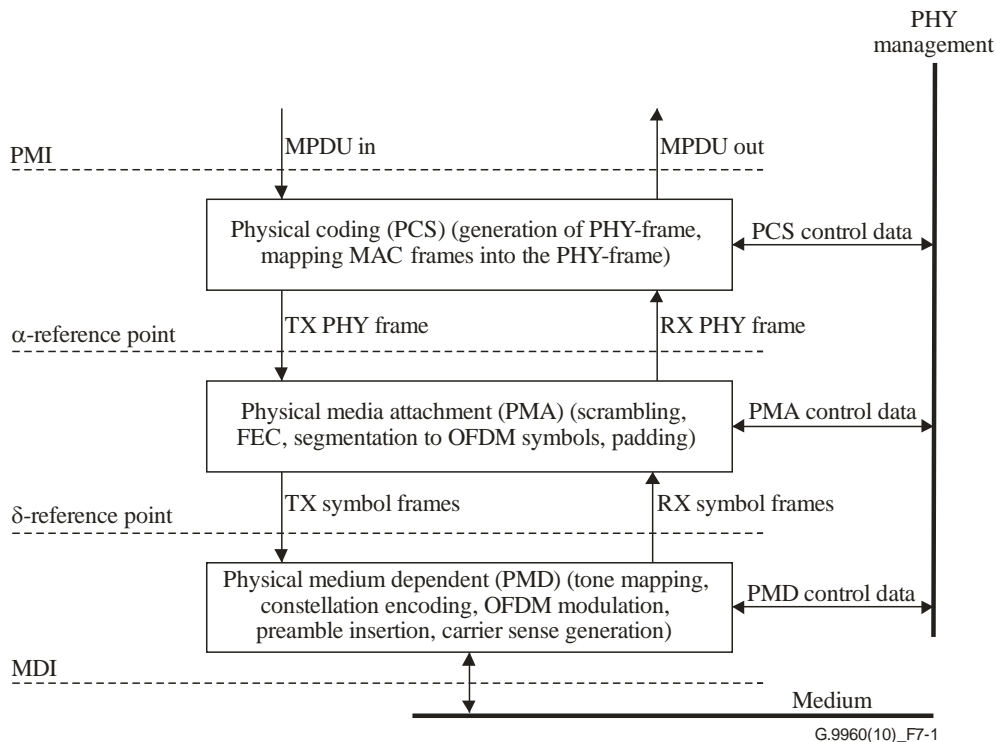 PHY
management
MPDU in
MPDU out
PMI
Physical coding (PCS) (generation of PHY-frame,
mapping MAC frames into the PHY-frame)
PCS control data
TX PHY frame
RX PHY frame
α-reference point
Physical media attachment (PMA) (scrambling,
FEC, segmentation to OFDM symbols, padding)
PMA control data
TX symbol frames
RX symbol frames
δ-reference point
Physical medium dependent (PMD) (tone mapping,
constellation encoding, OFDM modulation,
preamble insertion, carrier sense generation)
PMD control data
MDI
Medium
G.9960(10)_F7-1